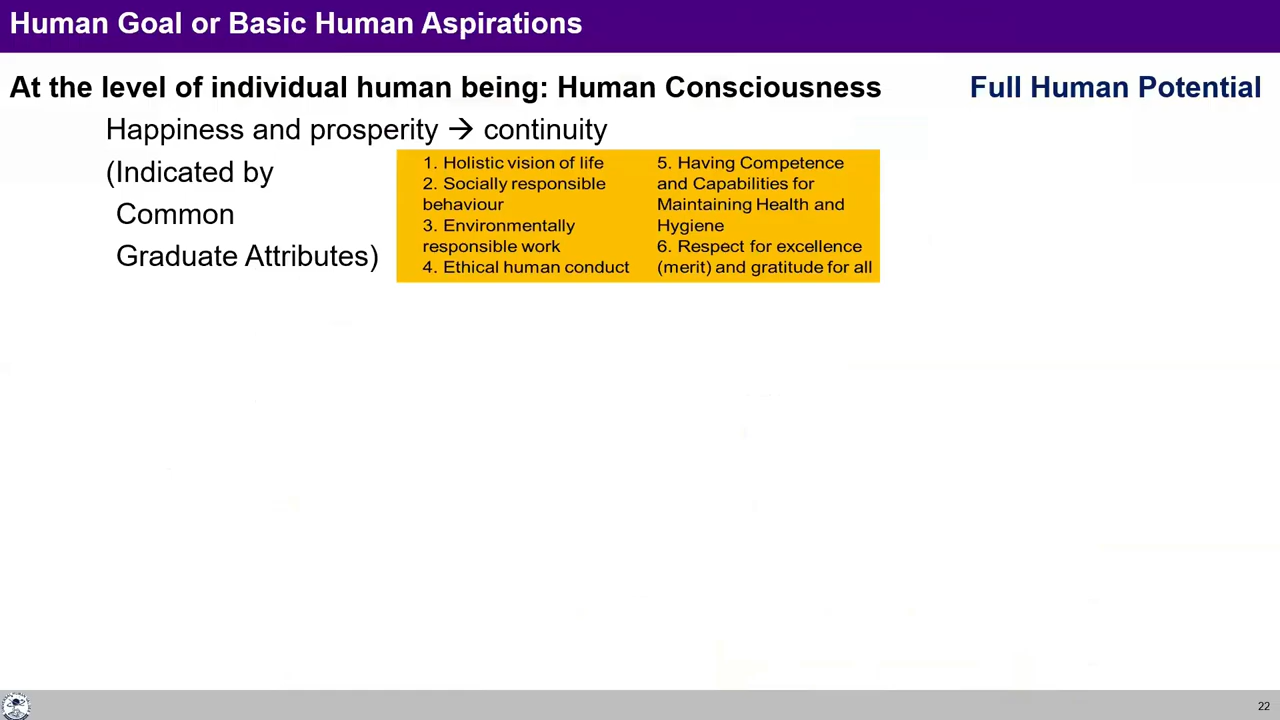 Human Goal or Basic Human Aspirations
At the level of individual human being: Human Consciousness
Full Human Potential
Happiness and prosperity → continuity
(Indicated by
Common
Graduate Attributes)
1. Holistic vision of life
2. Socially responsible
behaviour
3. Environmentally
responsible work
4. Ethical human conduct
5. Having Competence
and Capabilities for
Maintaining Health and
Hygiene
6. Respect for excellence
(merit) and gratitude for all
22